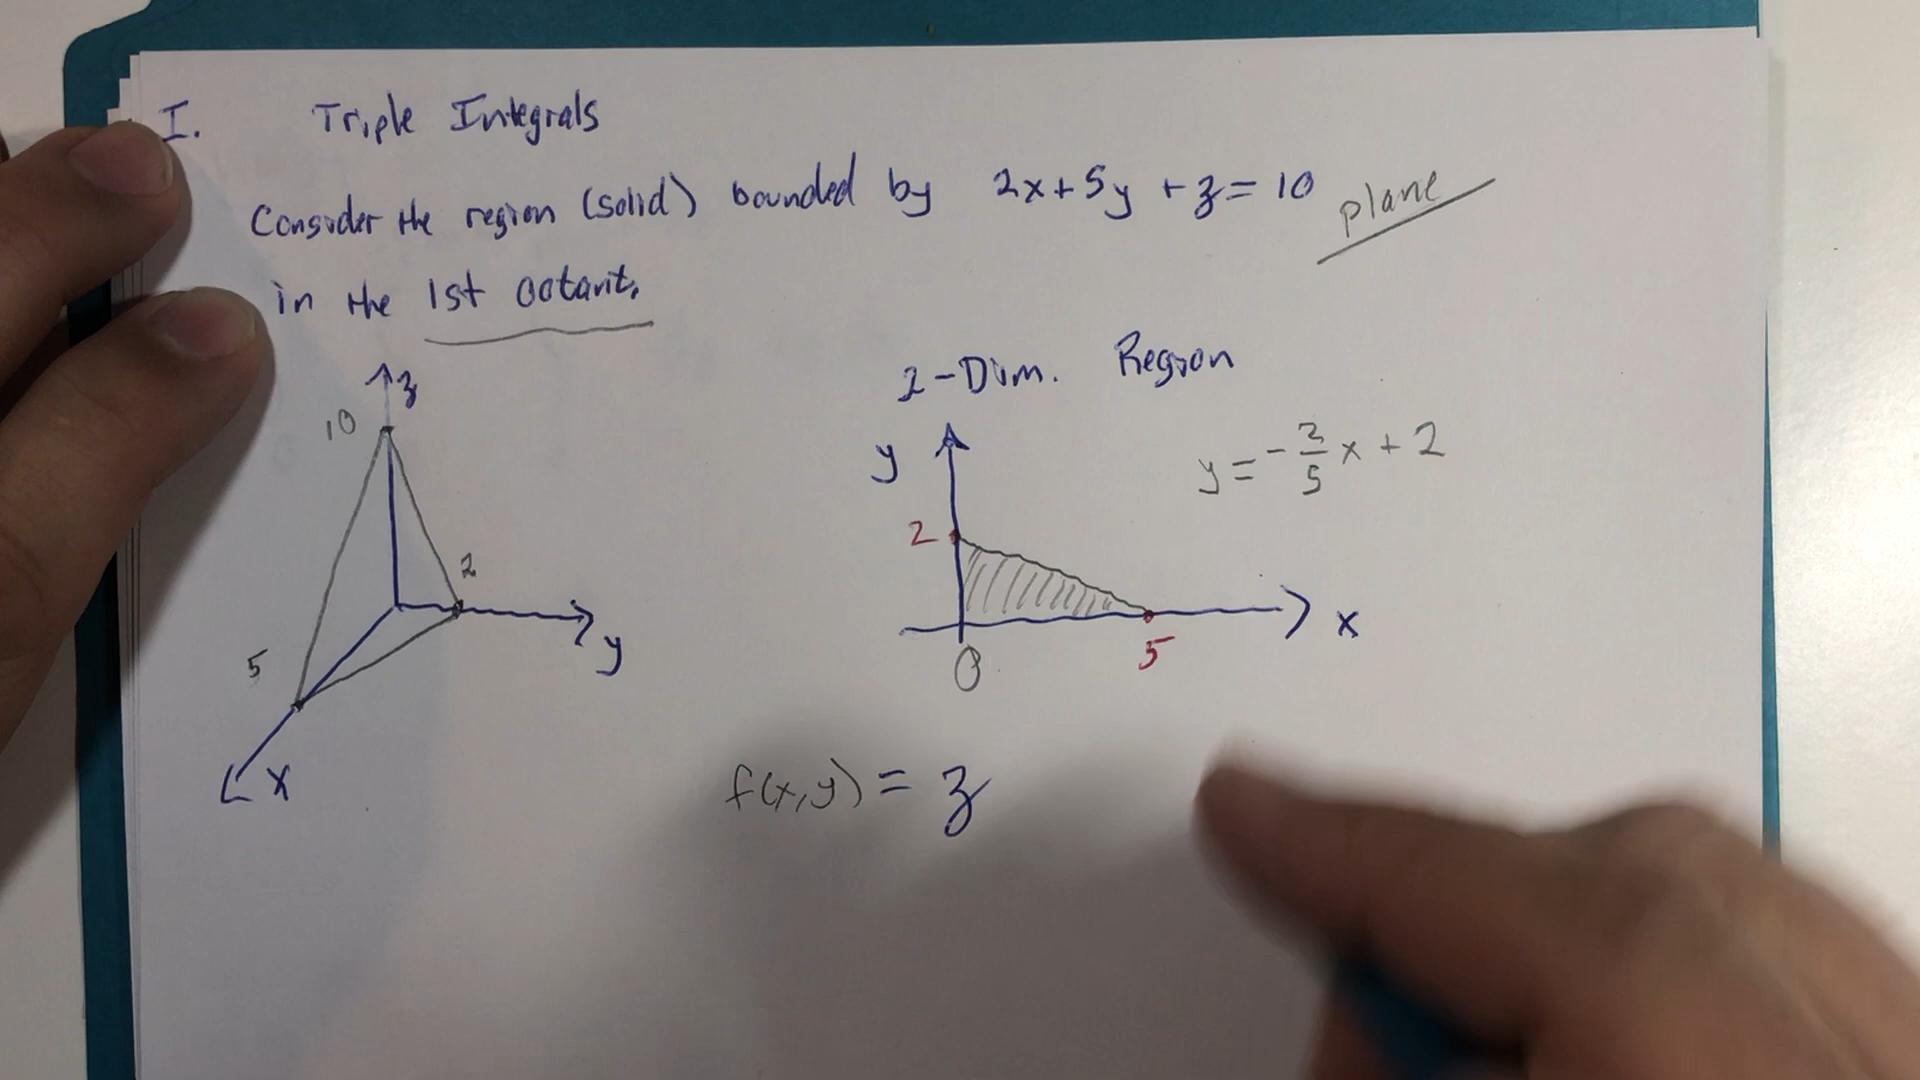 I. Triple Integrals
Consider the region (solid) bounded by 2x+5y+z=10 plane
in the 1st octant.
z
10
2
5
y
x
2-Dim. Region
y = -2/5 x + 2
y
2
0
5
x
f(x,y) = z